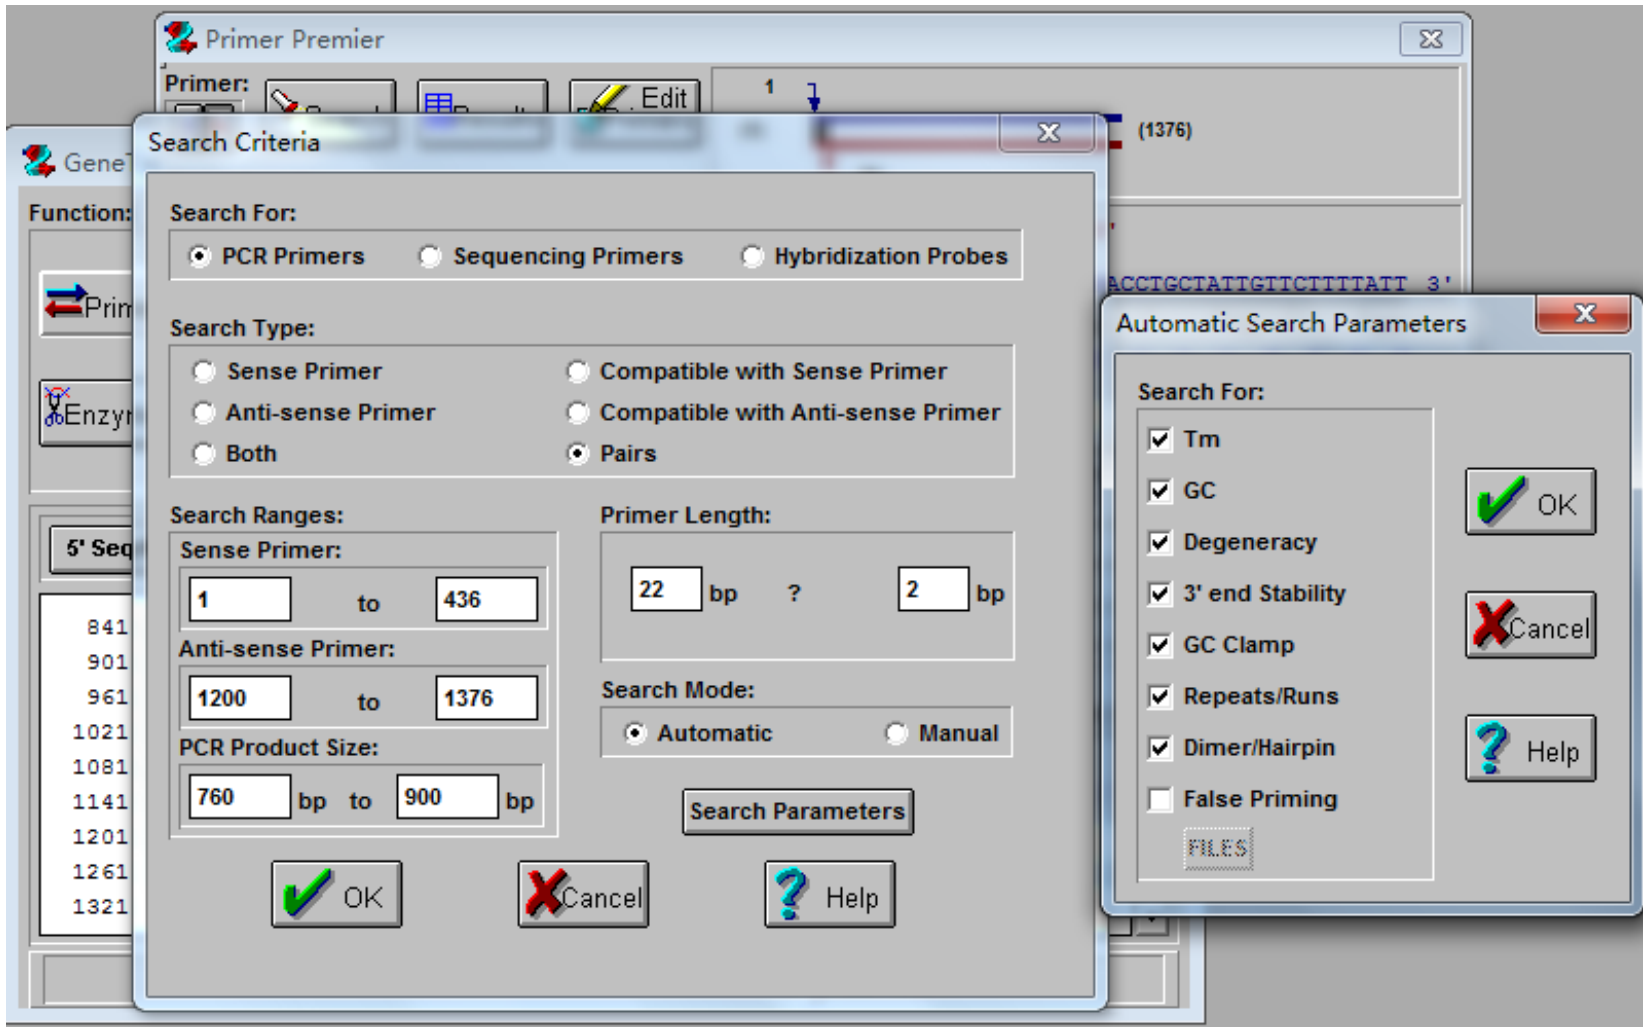 Primer Premier
Primer:
Edit
1
(1376)
Search Criteria
Gene
Function:
Search For:
PCR Primers Sequencing Primers Hybridization Probes
ACCTGCTATTGTTCTTTTATT 3'
Prim
Search Type:
Sense Primer Compatible with Sense Primer
Anti-sense Primer Compatible with Anti-sense Primer
Both Pairs
Enzy
Search Ranges: Primer Length:
Sense Primer:
1 to 436
22 bp ? 2 bp
Anti-sense Primer:
1200 to 1376
Search Mode:
Automatic Manual
PCR Product Size:
760 bp to 900 bp
Search Parameters
OK Cancel Help
5' Seq
841
901
961
1021
1081
1141
1201
1261
1321
Automatic Search Parameters
Search For:
Tm
GC
Degeneracy
3' end Stability
GC Clamp
Repeats/Runs
Dimer/Hairpin
False Priming
FILES
OK
Cancel
Help